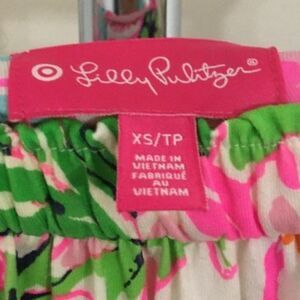 Lilly Pulitzer
XS/TP
MADE IN
VIETNAM
FABRIQUÉ
AU
VIETNAM